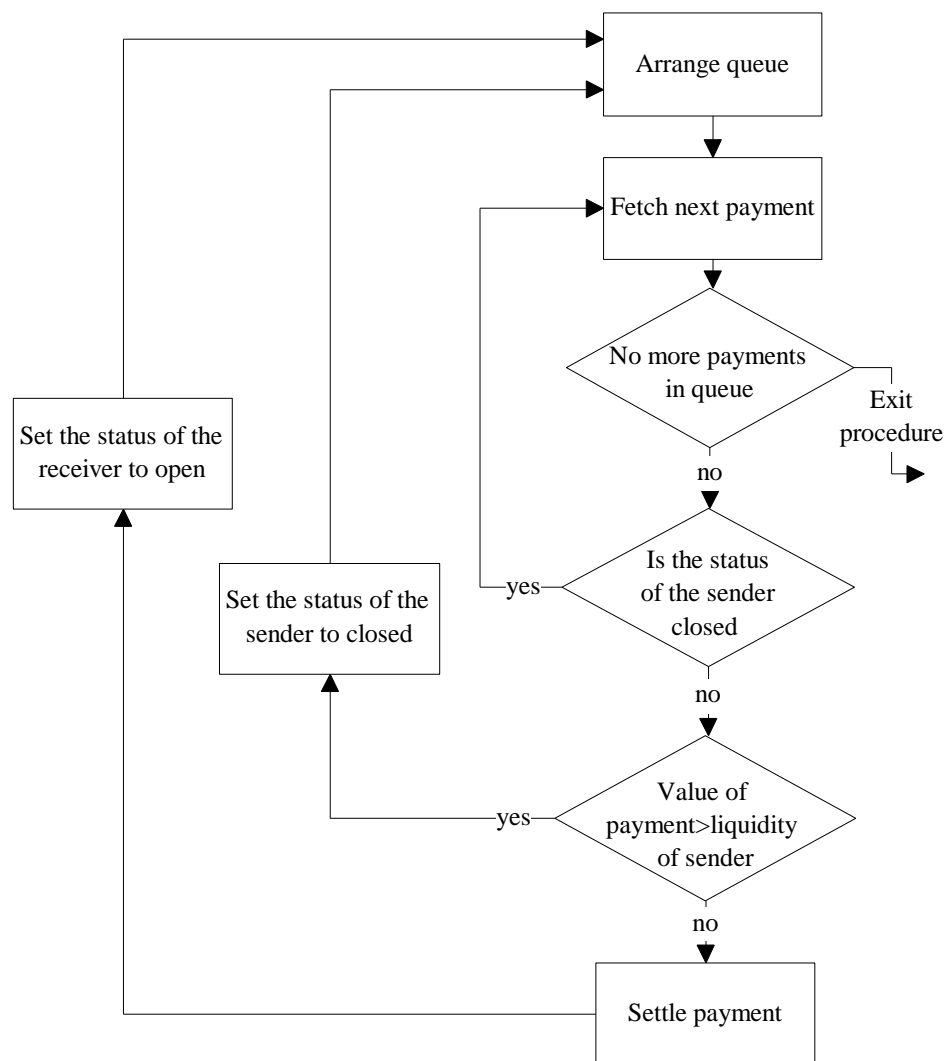 Arrange queue
Fetch next payment
No more payments
in queue
Exit
procedure
Set the status of the
receiver to open
no
Is the status
of the sender
closed
yes
Set the status of the
sender to closed
no
Value of
payment>liquidity
of sender
yes
no
Settle payment